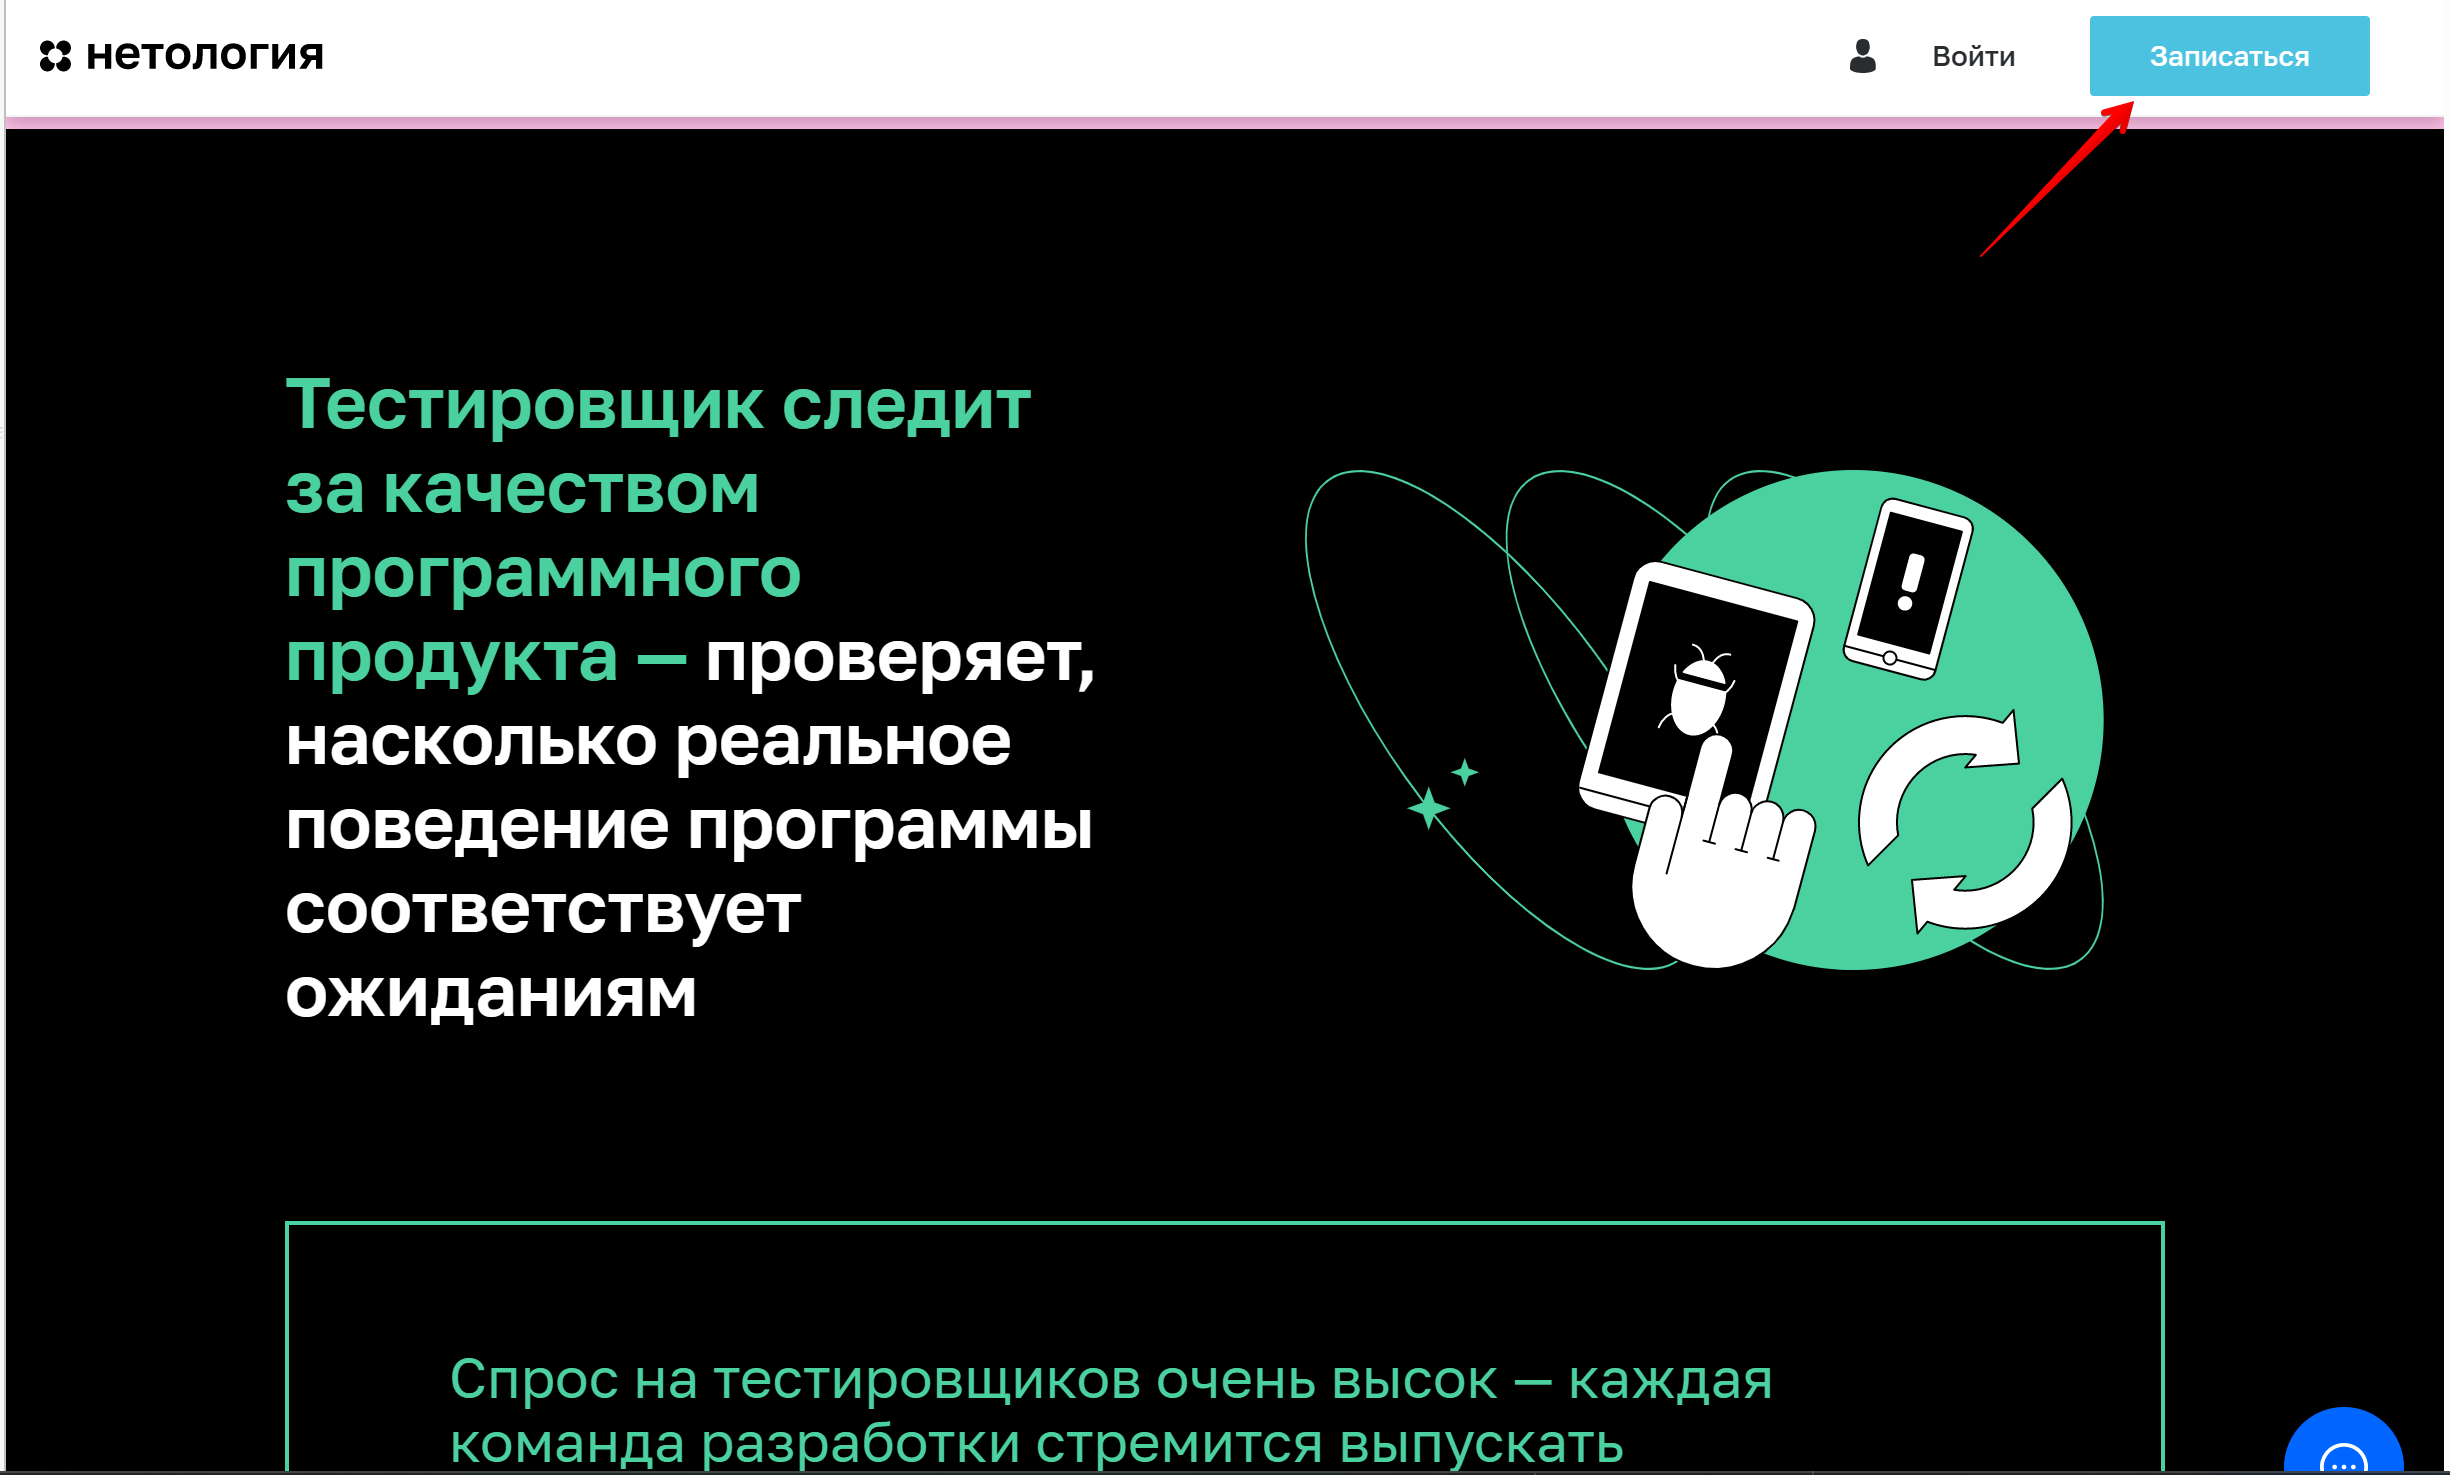 нетология
Войти
Записаться
Тестировщик следит
за качеством
программного
продукта — проверяет,
насколько реальное
поведение программы
соответствует
ожиданиям
Спрос на тестировщиков очень высок — каждая
команда разработки стремится выпускать